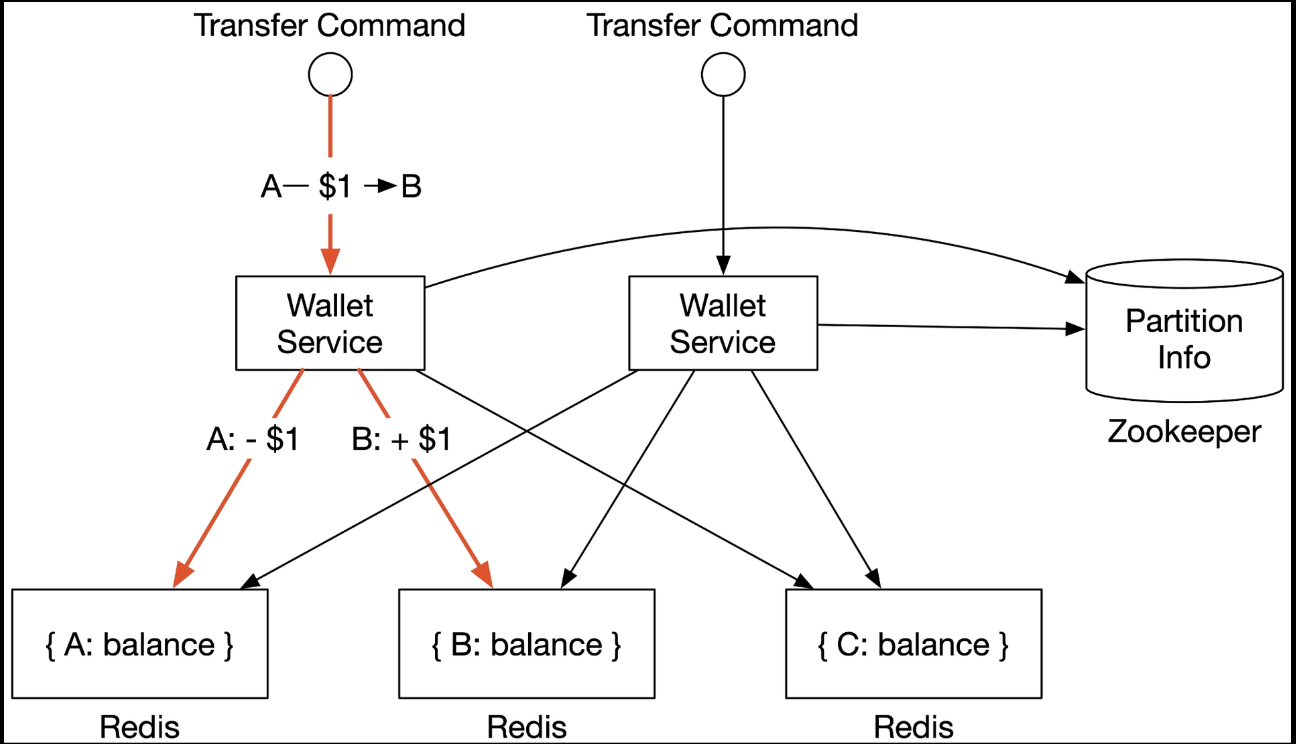 Transfer Command
Transfer Command
A— $1 →B
Wallet
Service
Wallet
Service
Partition
Info
Zookeeper
A: - $1
B: + $1
{ A: balance }
{ B: balance }
{ C: balance }
Redis
Redis
Redis